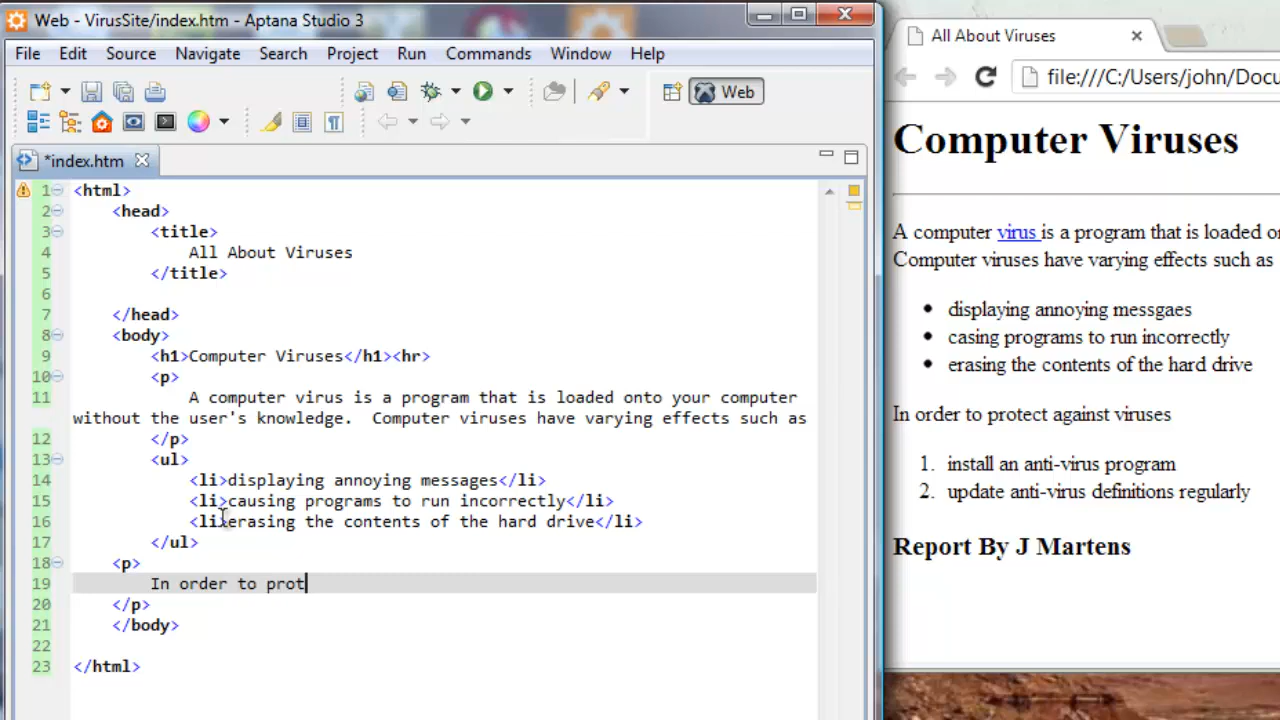 Web - VirusSite/index.htm - Aptana Studio 3
File Edit Source Navigate Search Project Run Commands Window Help
Web
*index.htm
1 <html>
2 <head>
3 <title>
4 All About Viruses
5 </title>
6
7 </head>
8 <body>
9 <h1>Computer Viruses</h1><hr>
10 <p>
11 A computer virus is a program that is loaded onto your computer
without the user's knowledge.  Computer viruses have varying effects such as
12 </p>
13 <ul>
14 <li>displaying annoying messages</li>
15 <li>causing programs to run incorrectly</li>
16 <li>erasing the contents of the hard drive</li>
17 </ul>
18 <p>
19 In order to prot
20 </p>
21 </body>
22
23 </html>
All About Viruses
file:///C:/Users/john/Docu
Computer Viruses
A computer virus is a program that is loaded
Computer viruses have varying effects such as
• displaying annoying messgaes
• casing programs to run incorrectly
• erasing the contents of the hard drive
In order to protect against viruses
1. install an anti-virus program
2. update anti-virus definitions regularly
Report By J Martens